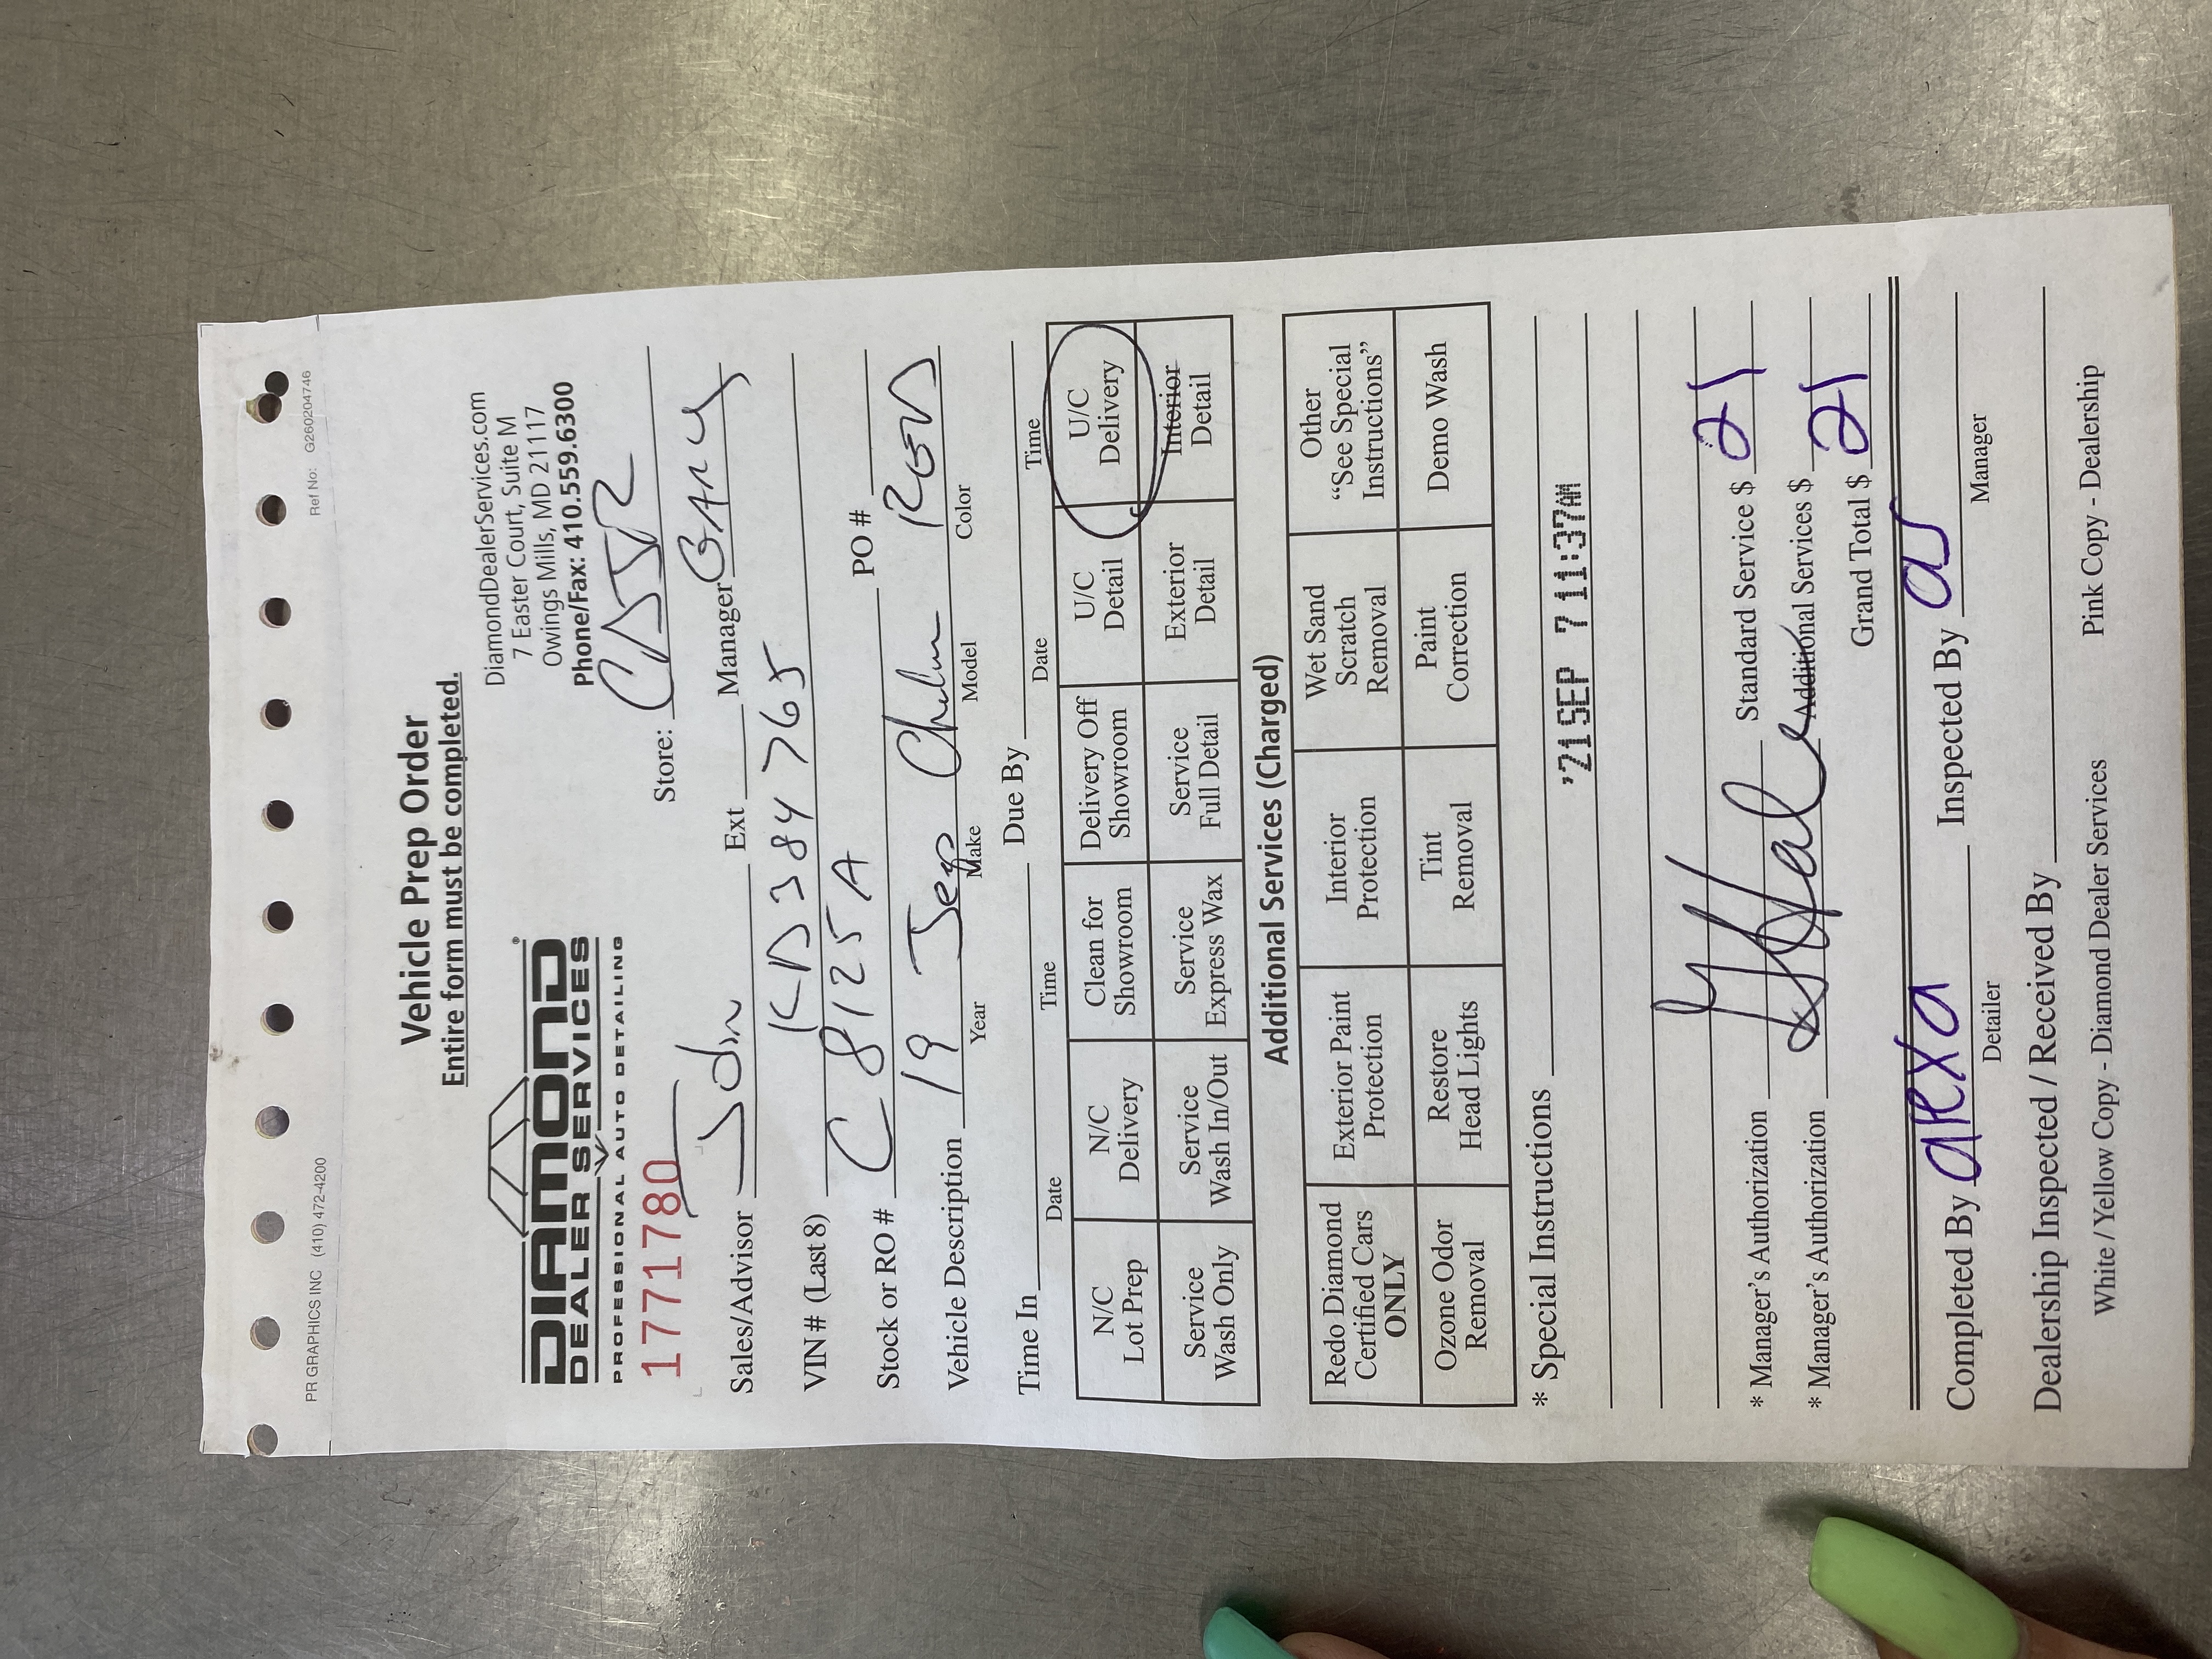 PR GRAPHICS INC (410) 472-4200 Ref No: G260204746
Vehicle Prep Order
Entire form must be completed.
DIAMOND
DEALER SERVICES
PROFESSIONAL AUTO DETAILING
DiamondDealerServices.com
7 Easter Court, Suite M
Owings Mills, MD 21117
Phone/Fax: 410.559.6300
1771780
Store: CDJR
Sales/Advisor John Ext Manager Gary
VIN # (Last 8) KD384765
Stock or RO # C8125A PO #
Vehicle Description 19 Jeep Red
Year Make Model Color
Time In Due By
Date Time Date Time
N/C Lot Prep N/C Delivery Clean for Showroom Delivery Off Showroom U/C Detail U/C Delivery
Service Wash Only Service Wash In/Out Service Express Wax Service Full Detail Exterior Detail Interior Detail
Additional Services (Charged)
Redo Diamond Certified Cars ONLY Exterior Paint Protection Interior Protection Wet Sand Scratch Removal Other "See Special Instructions"
Ozone Odor Removal Restore Head Lights Tint Removal Paint Correction Demo Wash
* Special Instructions
'21 SEP 7 11:37AM
* Manager's Authorization Standard Service $ 21
* Manager's Authorization Additional Services $
Grand Total $ 21
Completed By alexa Inspected By as
Detailer Manager
Dealership Inspected / Received By
White / Yellow Copy - Diamond Dealer Services Pink Copy - Dealership